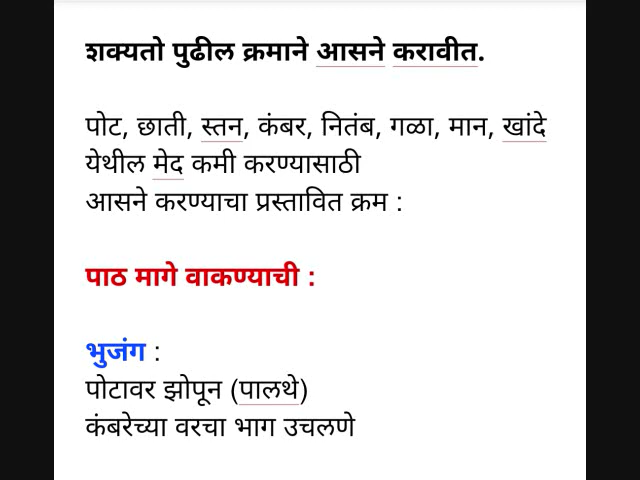 शक्यतो पुढील क्रमाने आसने करावीत.
पोट, छाती, स्तन, कंबर, नितंब, गळा, मान, खांदे
येथील मेद कमी करण्यासाठी
आसने करण्याचा प्रस्तावित क्रम :
पाठ मागे वाकण्याची :
भुजंग :
पोटावर झोपून (पालथे)
कंबरेच्या वरचा भाग उचलणे